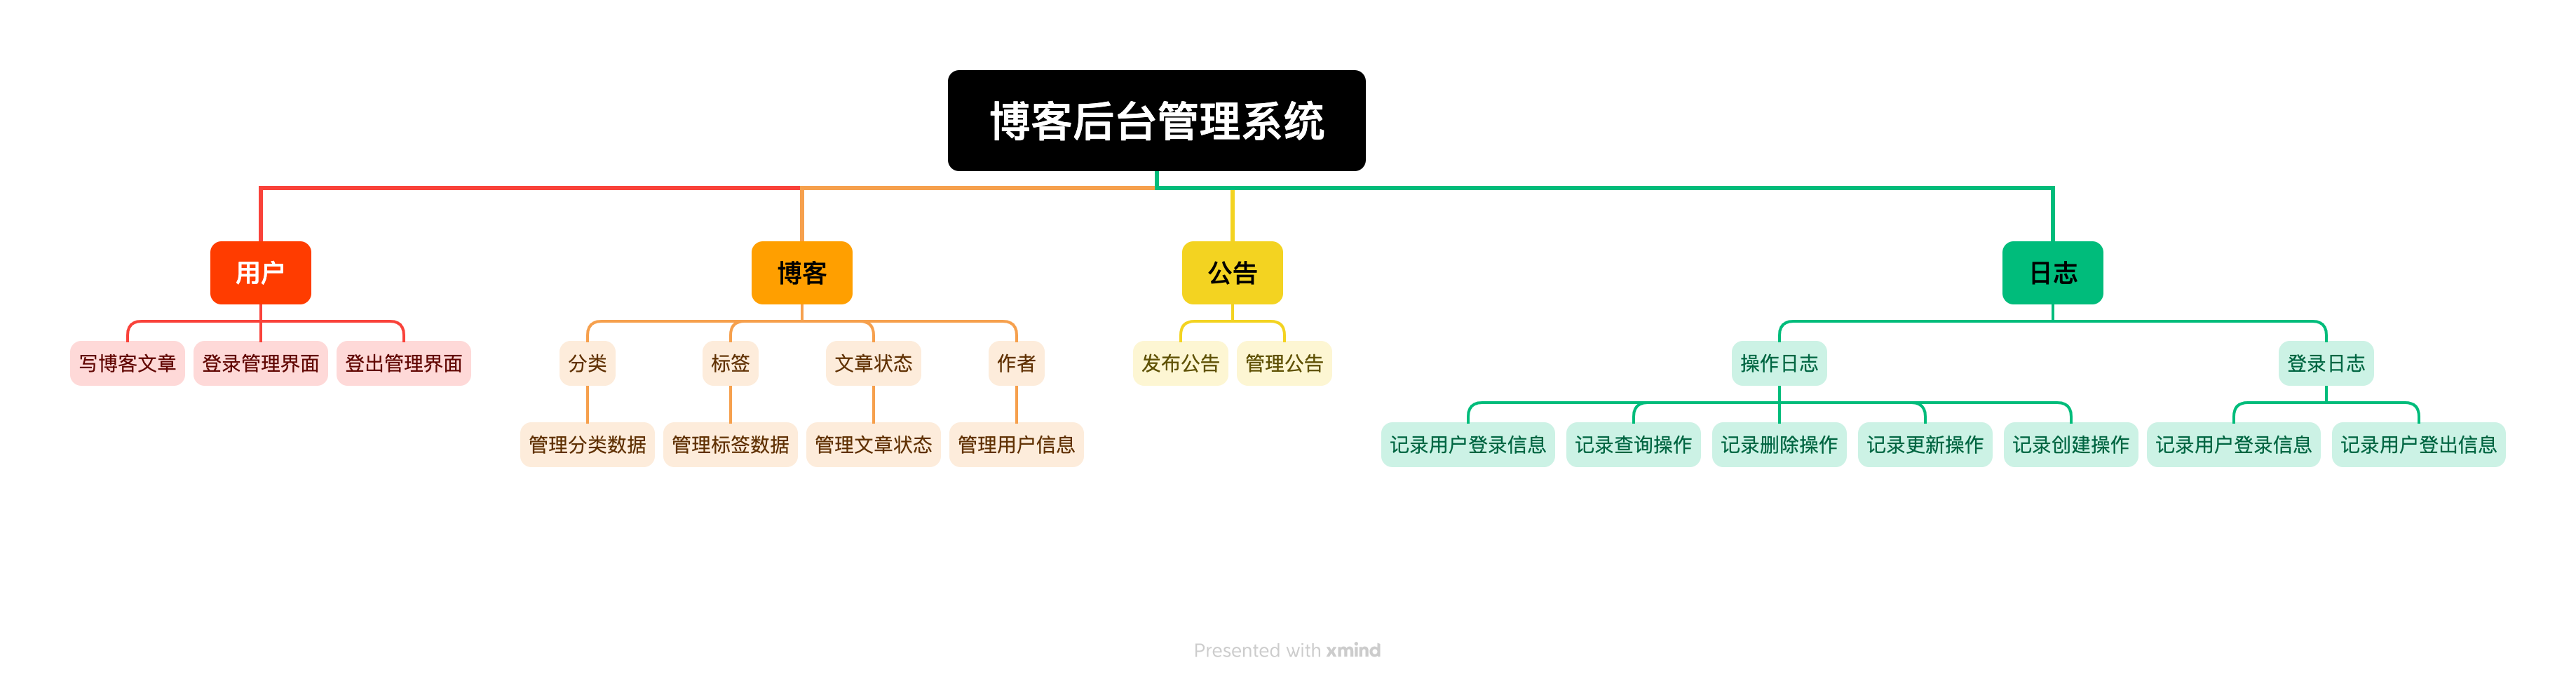 博客后台管理系统
用户
博客
公告
日志
写博客文章
登录管理界面
登出管理界面
分类
标签
文章状态
作者
发布公告
管理公告
操作日志
登录日志
管理分类数据
管理标签数据
管理文章状态
管理用户信息
记录用户登录信息
记录查询操作
记录删除操作
记录更新操作
记录创建操作
记录用户登录信息
记录用户登出信息
Presented with xmind